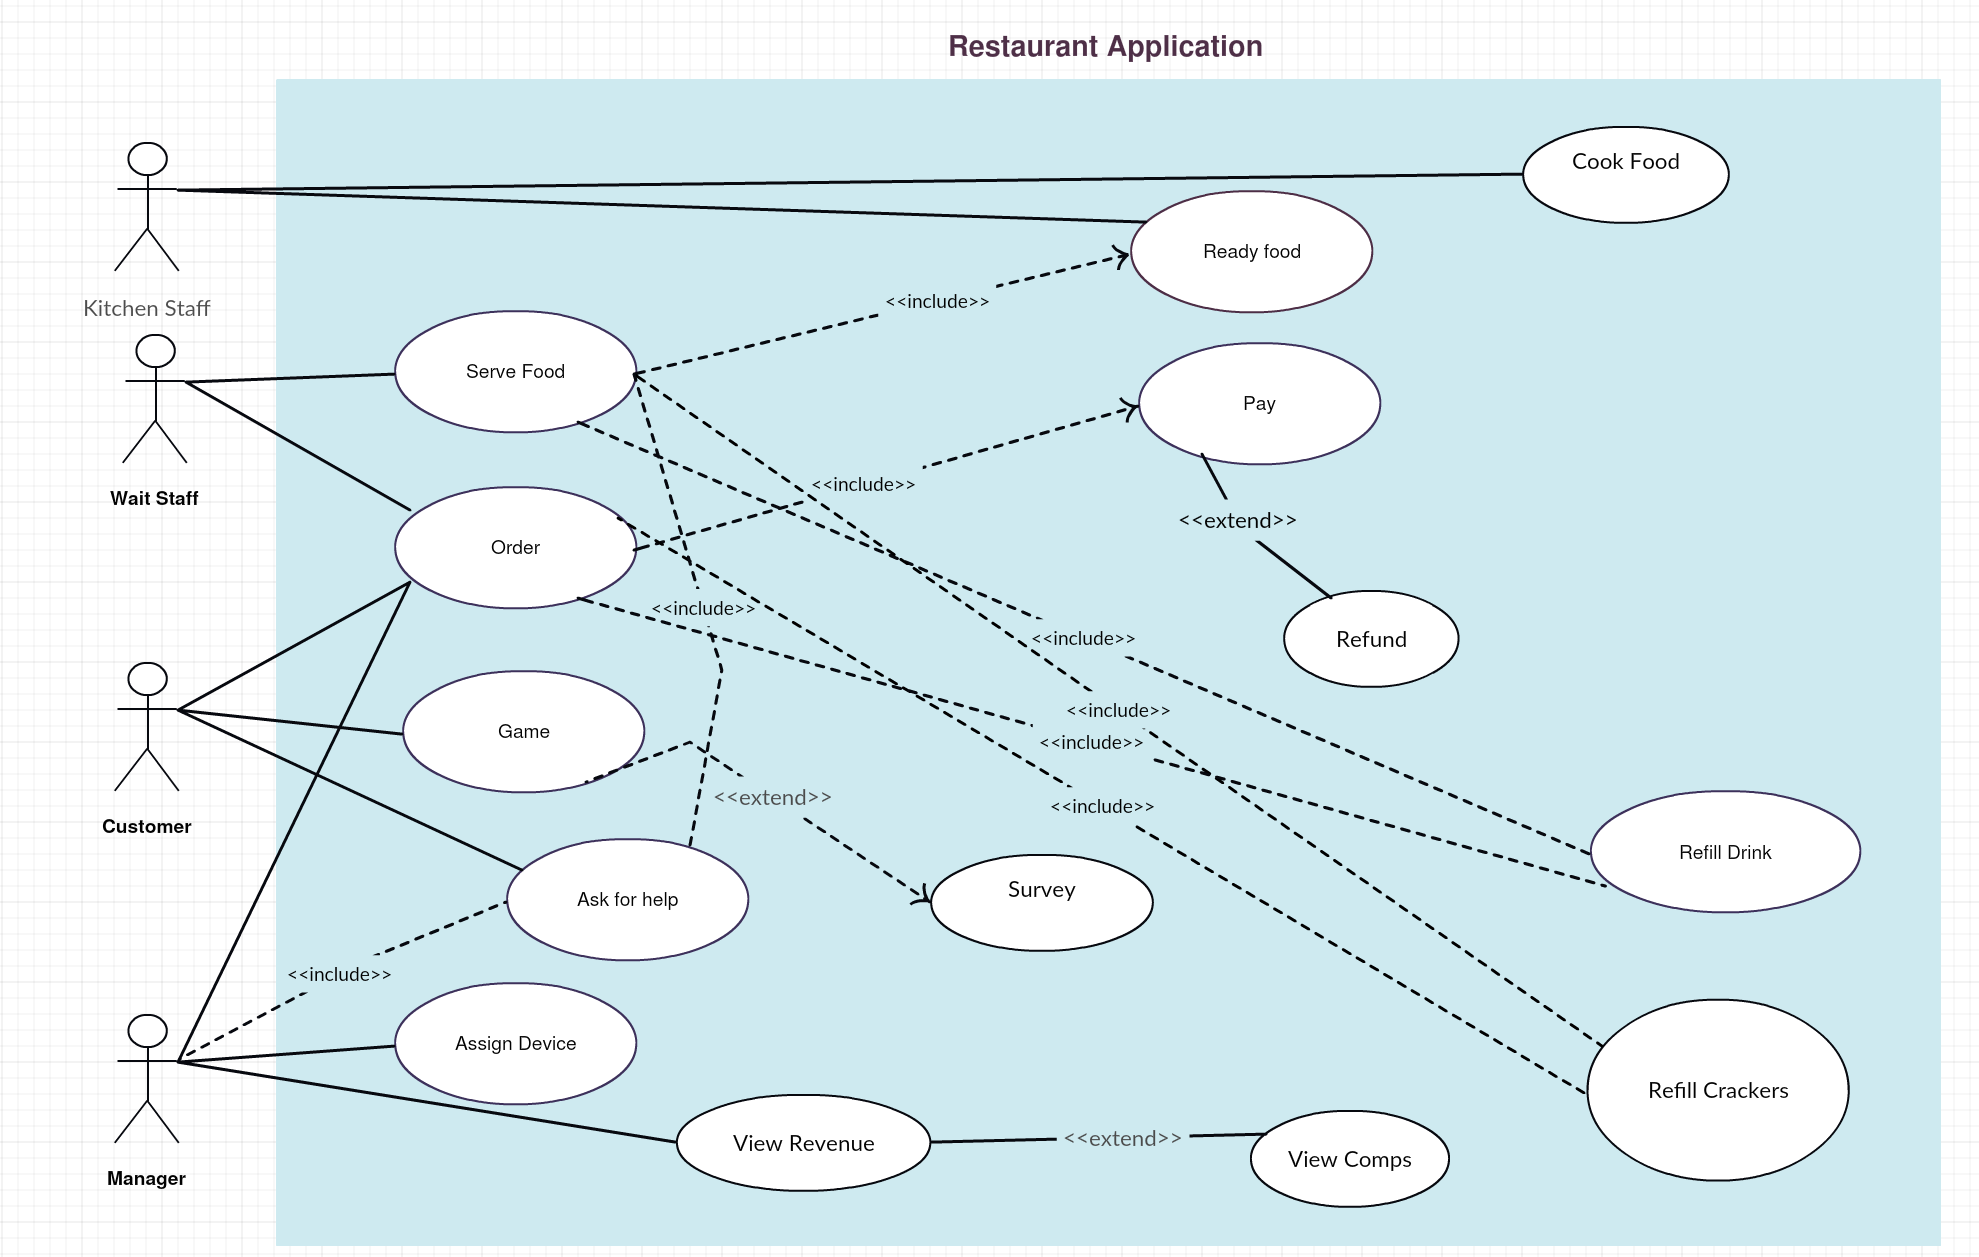 Restaurant Application
Cook Food
Ready food
<<include>>
Kitchen Staff
Serve Food
Pay
<<include>>
Wait Staff
<<extend>>
Order
<<include>>
<<include>>
Refund
<<include>>
Game
<<include>>
<<extend>>
<<include>>
Customer
Refill Drink
Survey
Ask for help
<<include>>
Assign Device
Refill Crackers
View Revenue
<<extend>>
View Comps
Manager